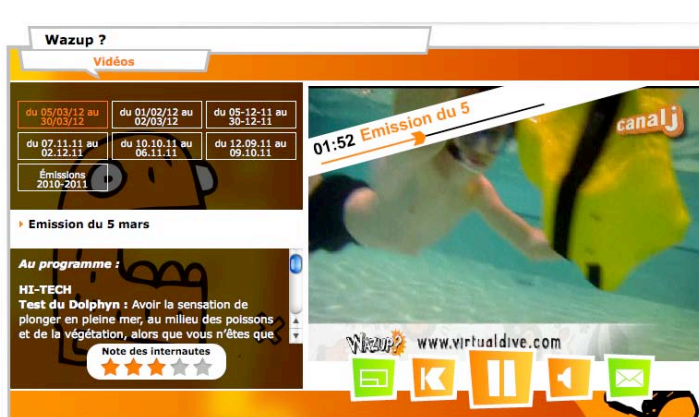 Wazup ?
Vidéos
du 05/03/12 au
30/03/12
du 01/02/12 au
02/03/12
du 05-12-11 au
30-12-11
du 07.11.11 au
02.12.11
du 10.10.11 au
06.11.11
du 12.09.11 au
09.10.11
Émissions
2010-2011
Emission du 5 mars
Au programme :
HI-TECH
Test du Dolphyn : Avoir la sensation de
plonger en pleine mer, au milieu des poissons
et de la végétation, alors que vous n'êtes que
Note des internautes
01:52 Emission du 5
canal j
WAZUP? www.virtualdive.com